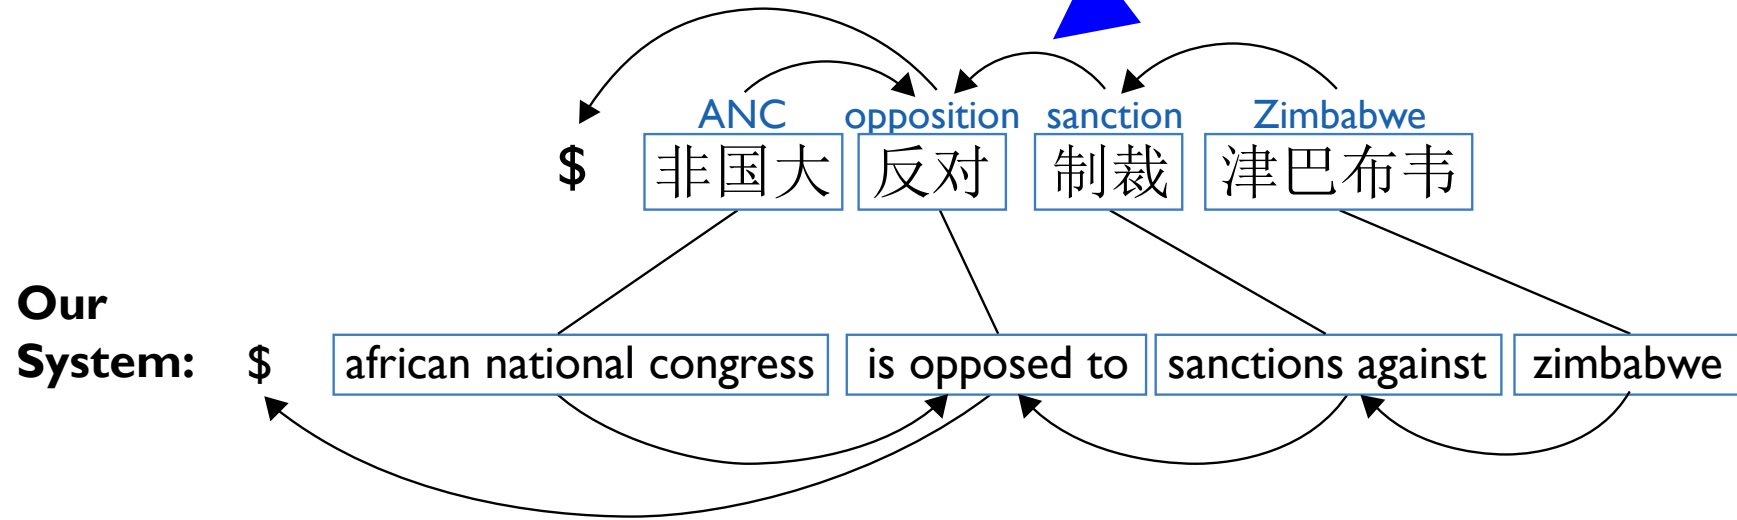 ANC opposition sanction Zimbabwe
$ 非国大 反对 制裁 津巴布韦
Our
System: $ african national congress is opposed to sanctions against zimbabwe